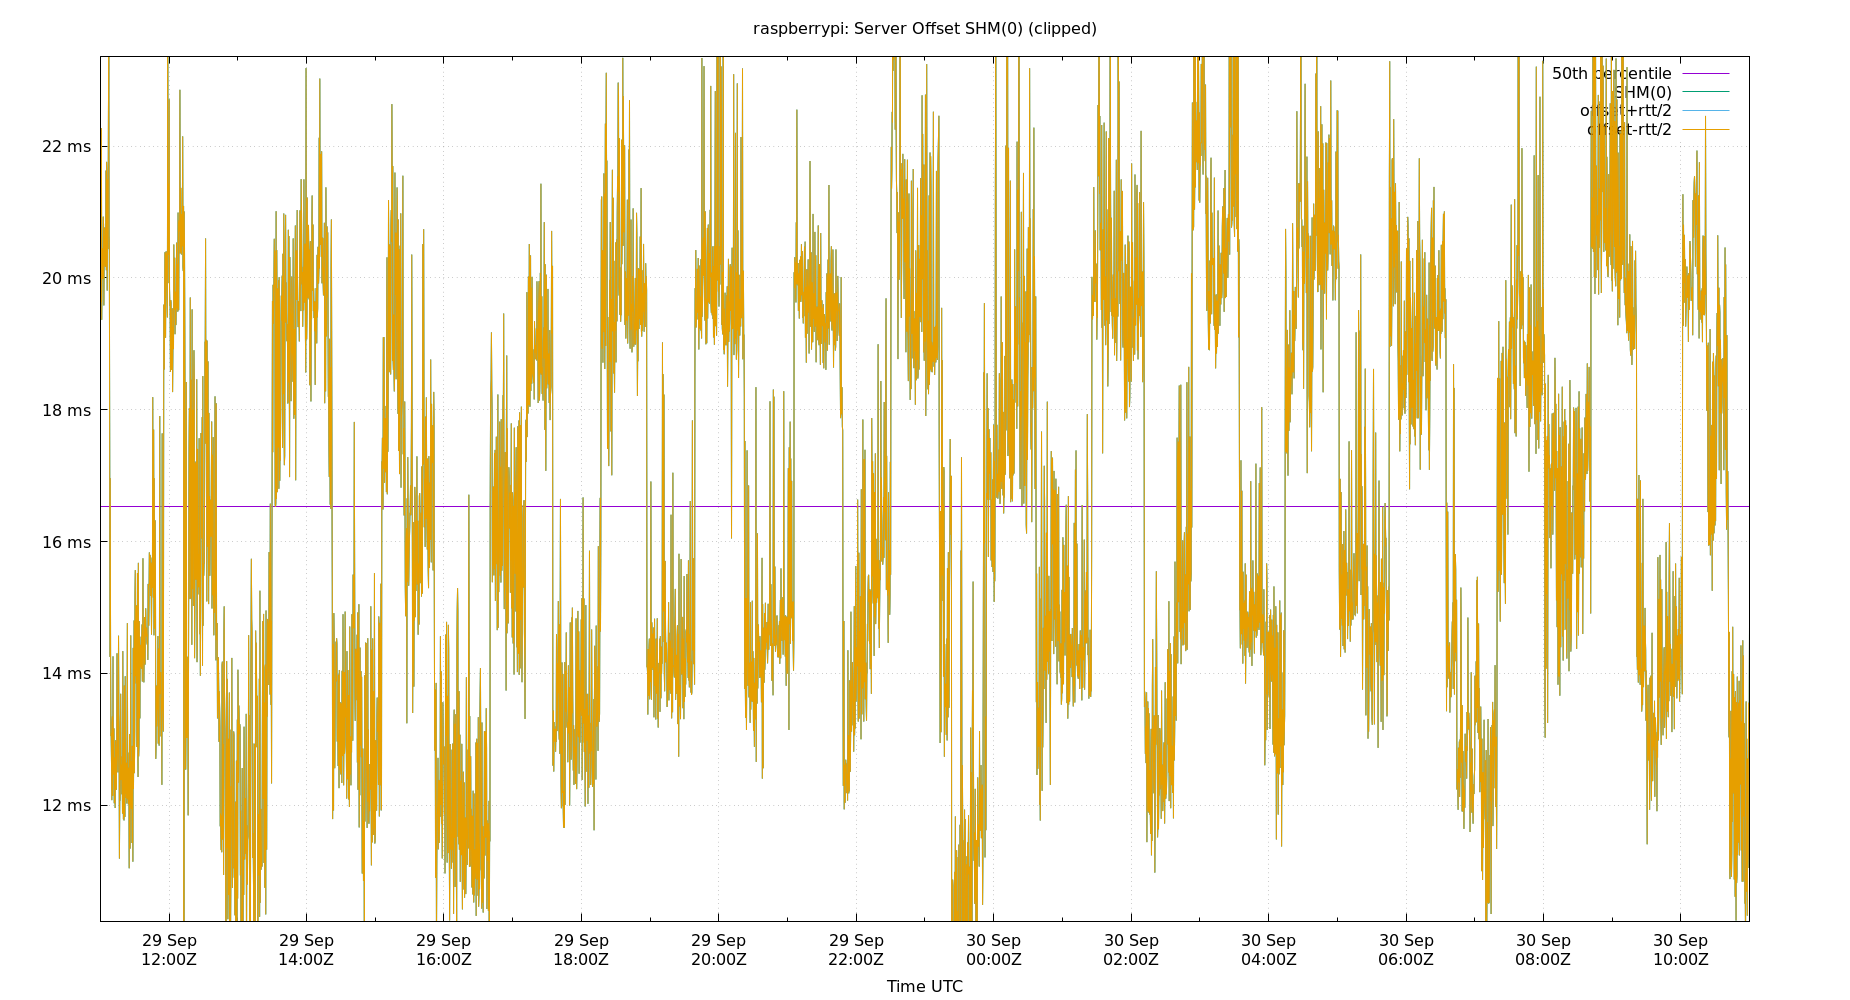 raspberrypi: Server Offset SHM(0) (clipped)
50th percentile
SHM(0)
offset+rtt/2
offset-rtt/2
22 ms
20 ms
18 ms
16 ms
14 ms
12 ms
29 Sep 29 Sep 29 Sep 29 Sep 29 Sep 29 Sep 30 Sep 30 Sep 30 Sep 30 Sep 30 Sep 30 Sep
12:00Z 14:00Z 16:00Z 18:00Z 20:00Z 22:00Z 00:00Z 02:00Z 04:00Z 06:00Z 08:00Z 10:00Z
Time UTC